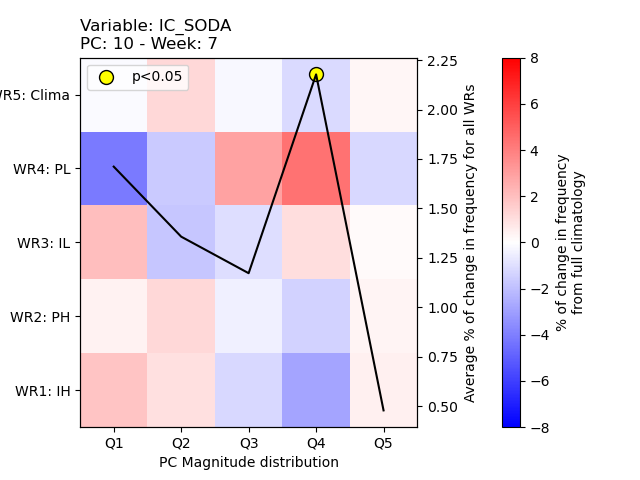 Variable: IC_SODA
PC: 10 - Week: 7
p<0.05
WR5: Clima
WR4: PL
WR3: IL
WR2: PH
WR1: IH
Q1 Q2 Q3 Q4 Q5
PC Magnitude distribution
2.25
2.00
1.75
1.50
1.25
1.00
0.75
0.50
Average % of change in frequency for all WRs
8
6
4
2
0
−2
−4
−6
−8
% of change in frequency
from full climatology